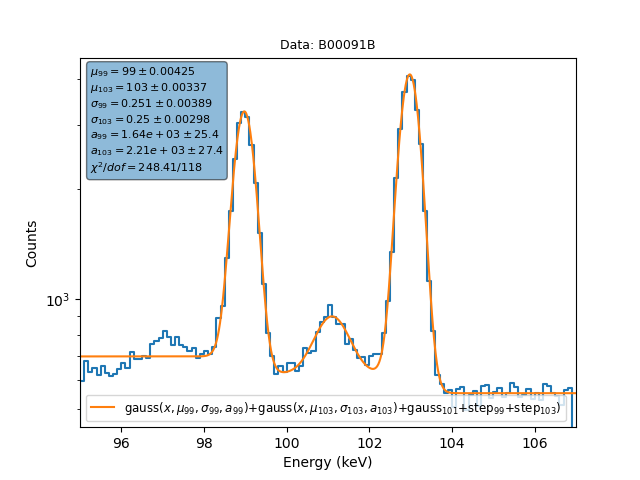 Data: B00091B
μ₉₉ = 99 ± 0.00425
μ₁₀₃ = 103 ± 0.00337
σ₉₉ = 0.251 ± 0.00389
σ₁₀₃ = 0.25 ± 0.00298
a₉₉ = 1.64e + 03 ± 25.4
a₁₀₃ = 2.21e + 03 ± 27.4
χ²/dof = 248.41/118
Counts
10³
gauss(x, μ₉₉, σ₉₉, a₉₉)+gauss(x, μ₁₀₃, σ₁₀₃, a₁₀₃)+gauss₁₀₁+step₉₉+step₁₀₃)
96 98 100 102 104 106
Energy (keV)